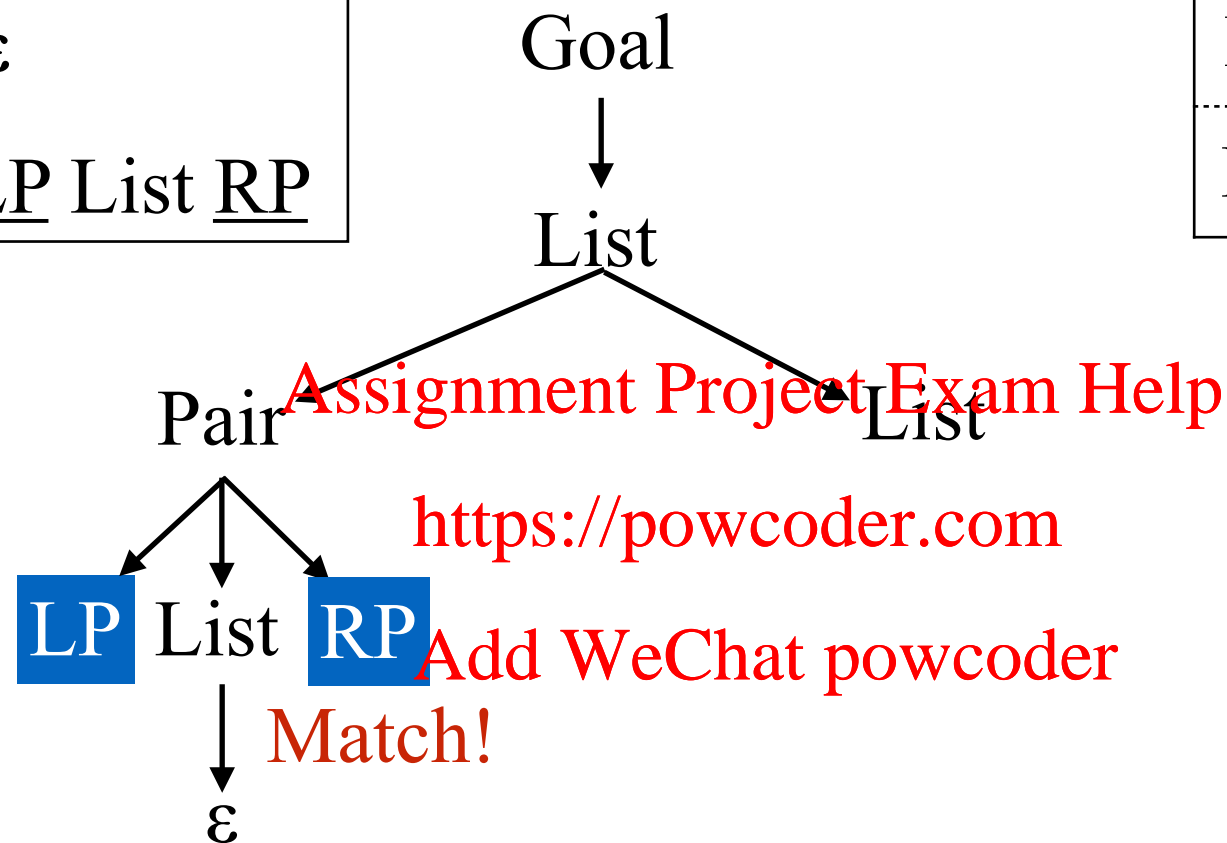 ε
Goal
LP List RP
List
Assignment Project Exam Help
Pair
List
https://powcoder.com
LP List RP
Add WeChat powcoder
Match!
ε